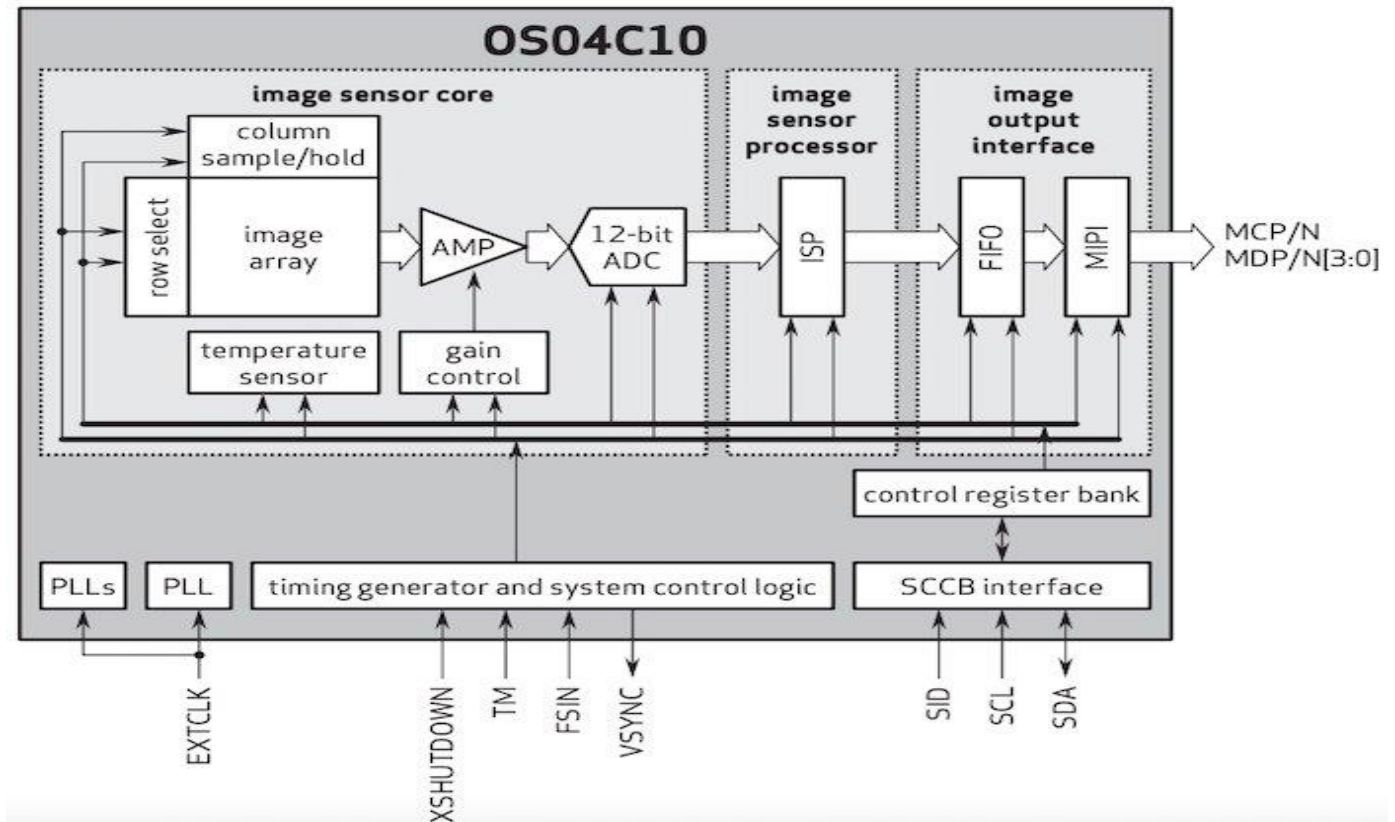 OS04C10
image sensor core
image
sensor
processor
image
output
interface
column
sample/hold
row select
image
array
AMP
12-bit
ADC
ISP
FIFO
MIPI
MCP/N
MDP/N[3:0]
temperature
sensor
gain
control
control register bank
PLLs
PLL
timing generator and system control logic
SCCB interface
EXTCLK
XSHUTDOWN
TM
FSIN
VSYNC
SID
SCL
SDA